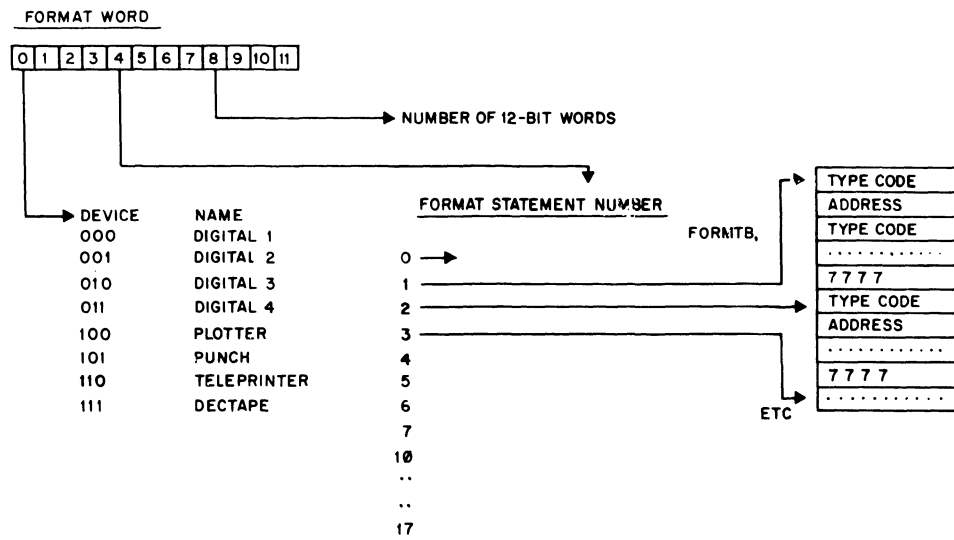 FORMAT WORD
0 1 2 3 4 5 6 7 8 9 10 11
NUMBER OF 12-BIT WORDS
DEVICE NAME
000 DIGITAL 1
001 DIGITAL 2
010 DIGITAL 3
011 DIGITAL 4
100 PLOTTER
101 PUNCH
110 TELEPRINTER
111 DECTAPE
FORMAT STATEMENT NUMBER
0
1
2
3
4
5
6
7
10
..
..
17
FORMTB,
ETC
TYPE CODE
ADDRESS
TYPE CODE
............
7777
TYPE CODE
ADDRESS
...........
7777
...........